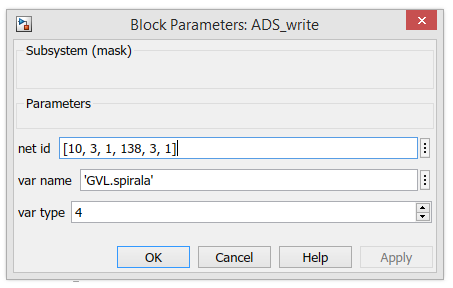 Block Parameters: ADS_write
Subsystem (mask)
Parameters
net id [10, 3, 1, 138, 3, 1]
var name 'GVL.spirala'
var type 4
OK Cancel Help Apply